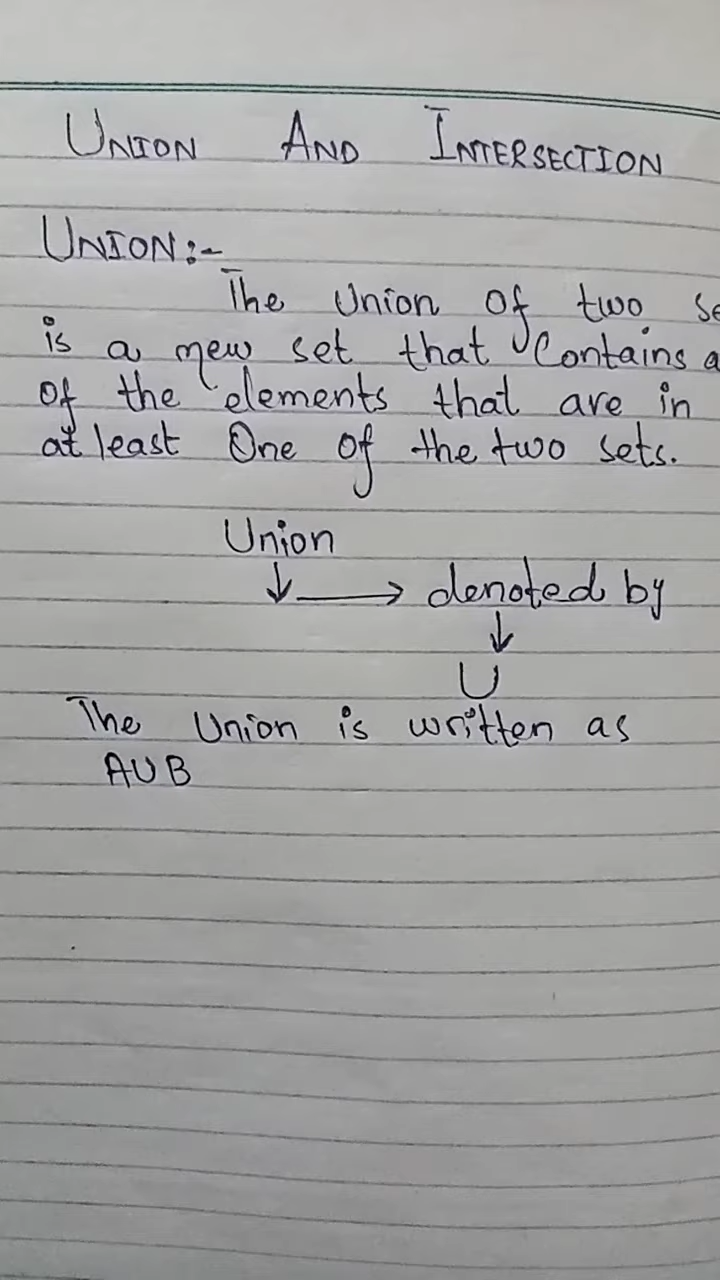 UNION AND INTERSECTION
UNION:-
The Union of two se
is a new set that Contains a
of the elements that are in
at least One of the two sets.
Union
↓ → denoted by
↓
U
The Union is written as
AUB